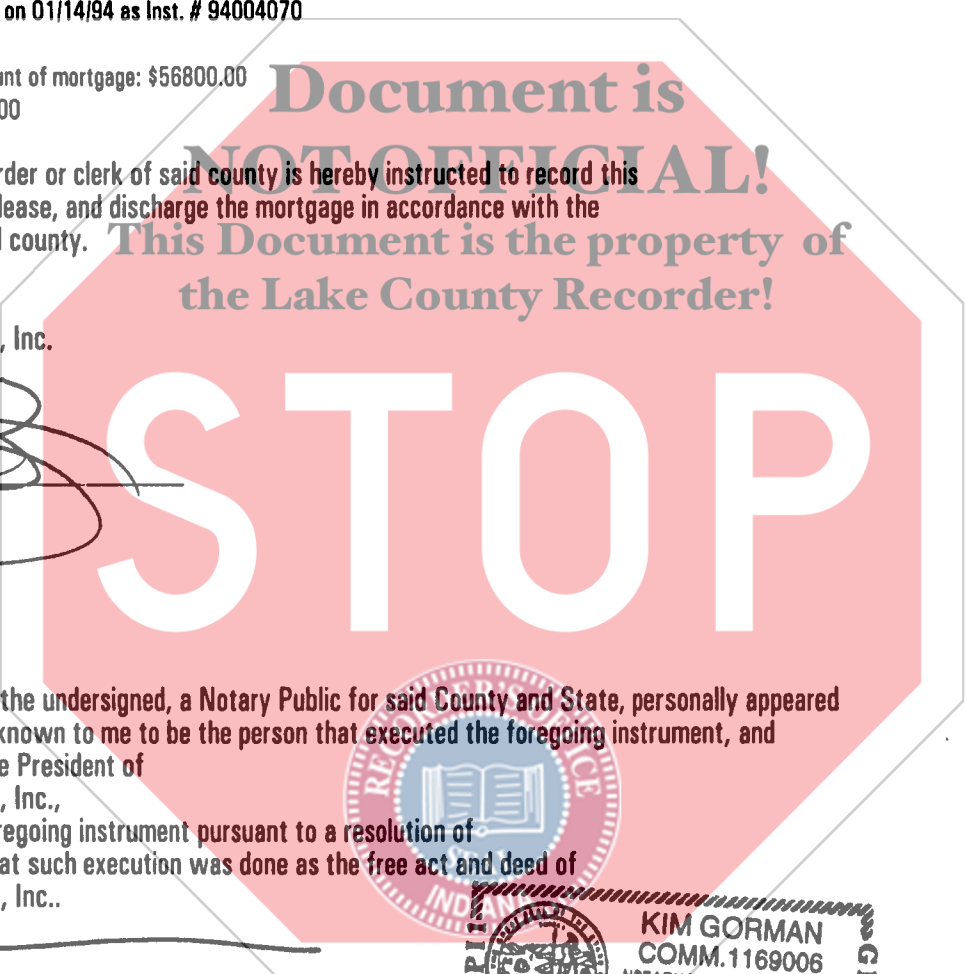 on 01/14/94 as Inst. # 94004070
unt of mortgage: $56800.00
00
Document is
NOT OFFICIAL!
rder or clerk of said county is hereby instructed to record this
lease, and discharge the mortgage in accordance with the
county.
This Document is the property of
the Lake County Recorder!
, Inc.
STOP
the undersigned, a Notary Public for said County and State, personally appeared
known to me to be the person that executed the foregoing instrument, and
e President of
, Inc.,
regoing instrument pursuant to a resolution of
at such execution was done as the free act and deed of
, Inc..
RECORDER'S OFFICE
SEAL
INDIANA
KIM GORMAN
COMM.1169006